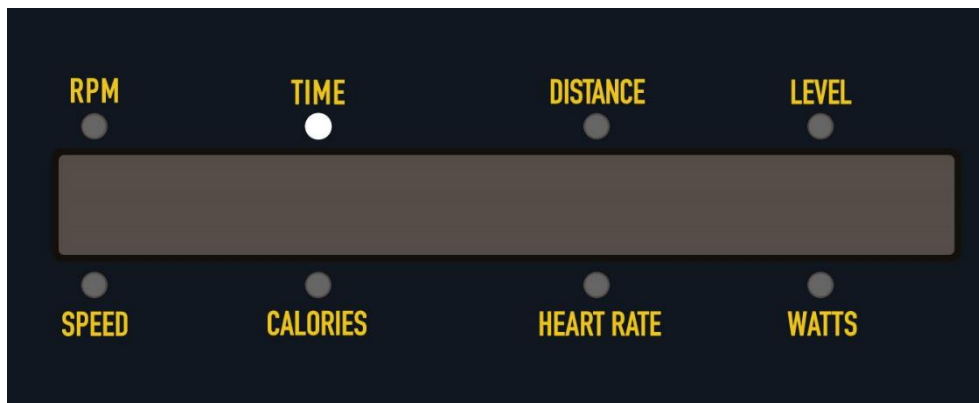 RPM TIME DISTANCE LEVEL
SPEED CALORIES HEART RATE WATTS